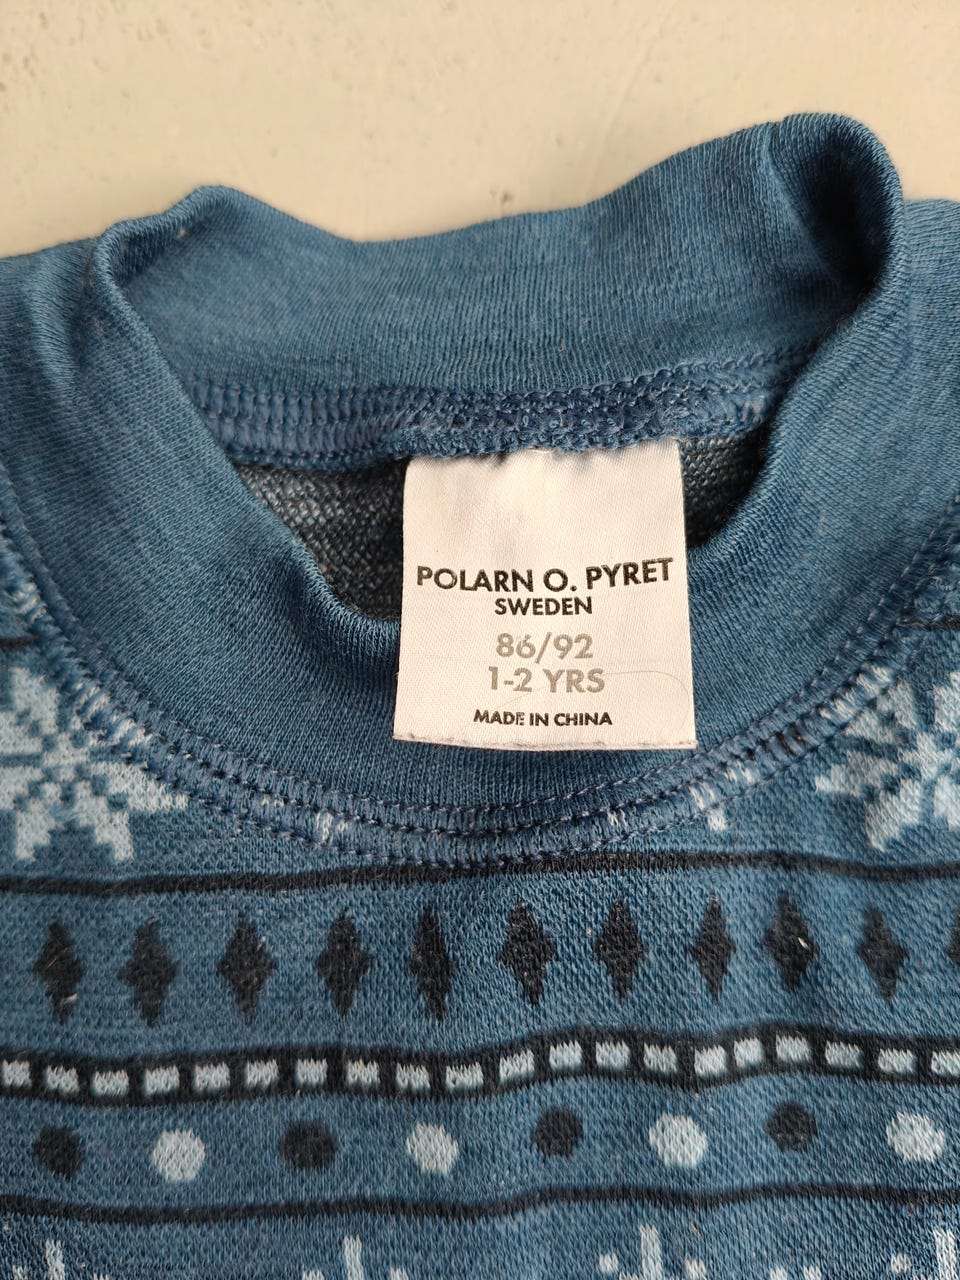 POLARN O. PYRET
SWEDEN
86/92
1-2 YRS
MADE IN CHINA